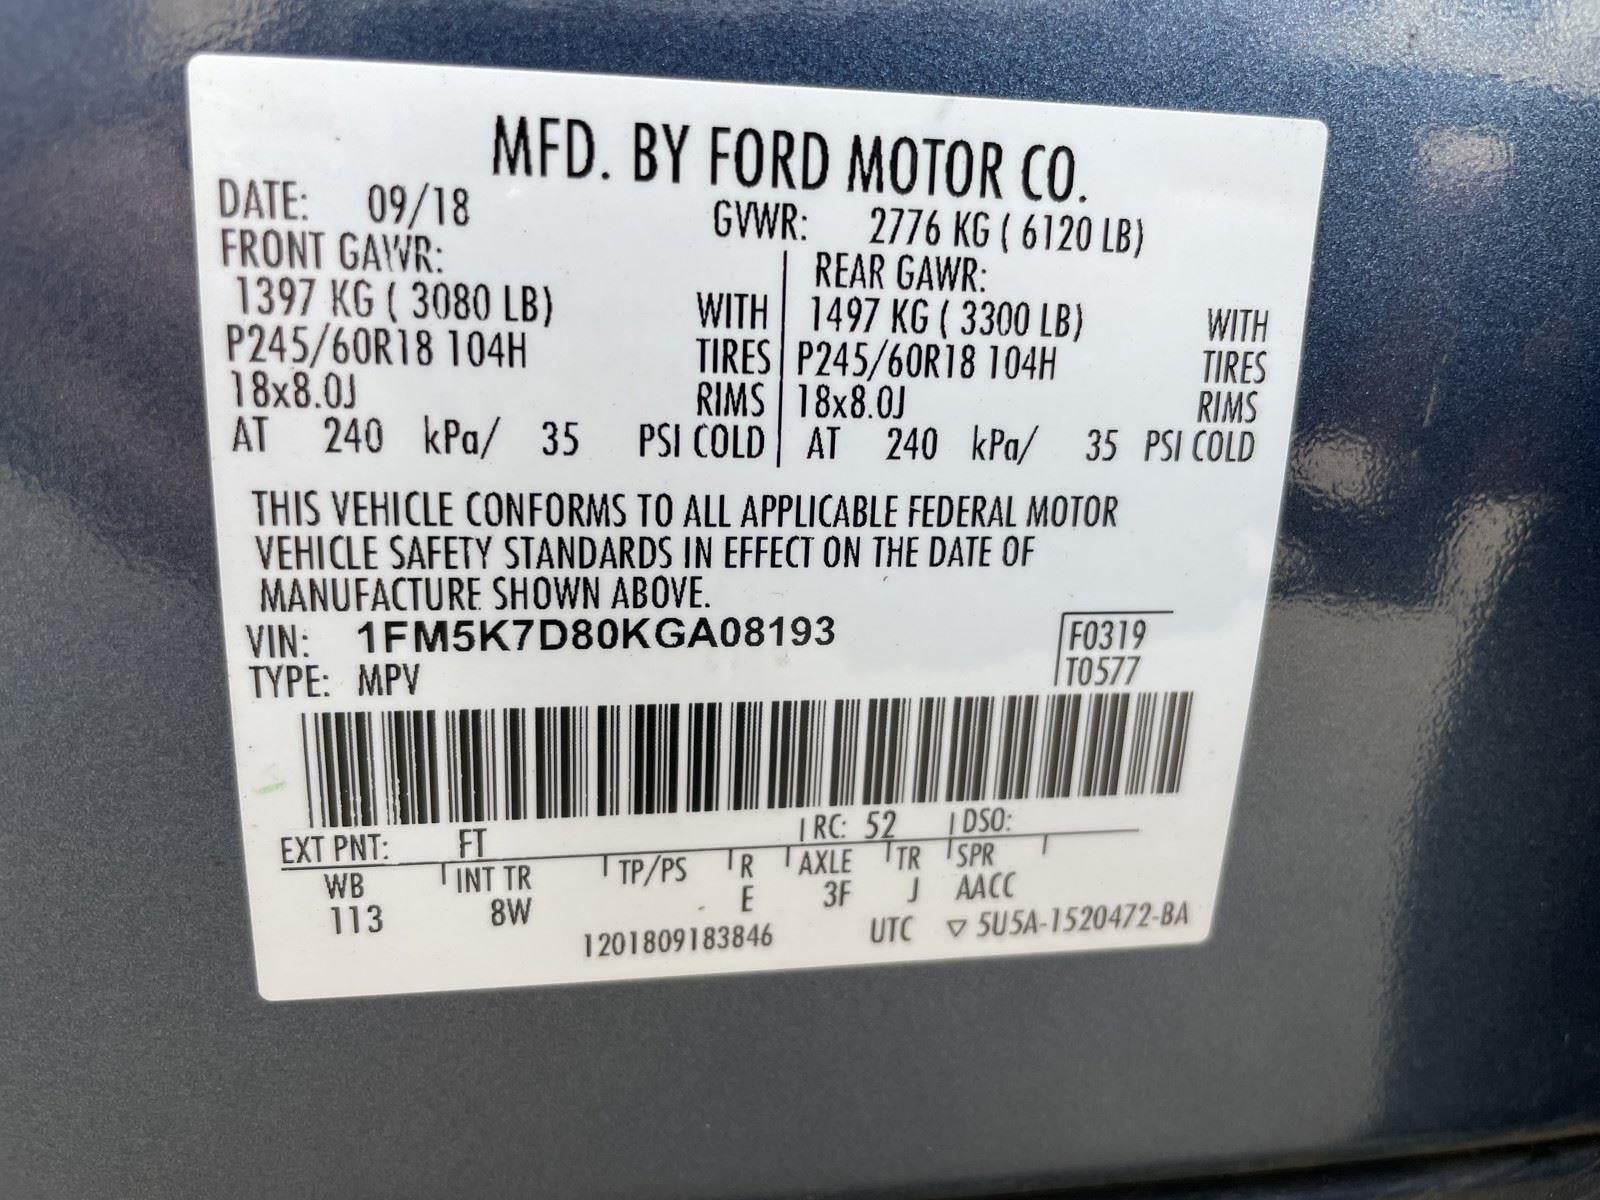 MFD. BY FORD MOTOR CO.
DATE: 09/18 GVWR: 2776 KG ( 6120 LB)
FRONT GAWR: REAR GAWR:
1397 KG ( 3080 LB) WITH 1497 KG ( 3300 LB) WITH
P245/60R18 104H TIRES P245/60R18 104H TIRES
18x8.0J RIMS 18x8.0J RIMS
AT 240 kPa/ 35 PSI COLD AT 240 kPa/ 35 PSI COLD
THIS VEHICLE CONFORMS TO ALL APPLICABLE FEDERAL MOTOR
VEHICLE SAFETY STANDARDS IN EFFECT ON THE DATE OF
MANUFACTURE SHOWN ABOVE.
VIN: 1FM5K7D80KGA08193 F0319
TYPE: MPV T0577
EXT PNT: FT RC: 52 DSO:
WB INT TR TP/PS R AXLE TR SPR
113 8W E 3F J AACC
1201809183846 UTC ▽ 5U5A-1520472-BA